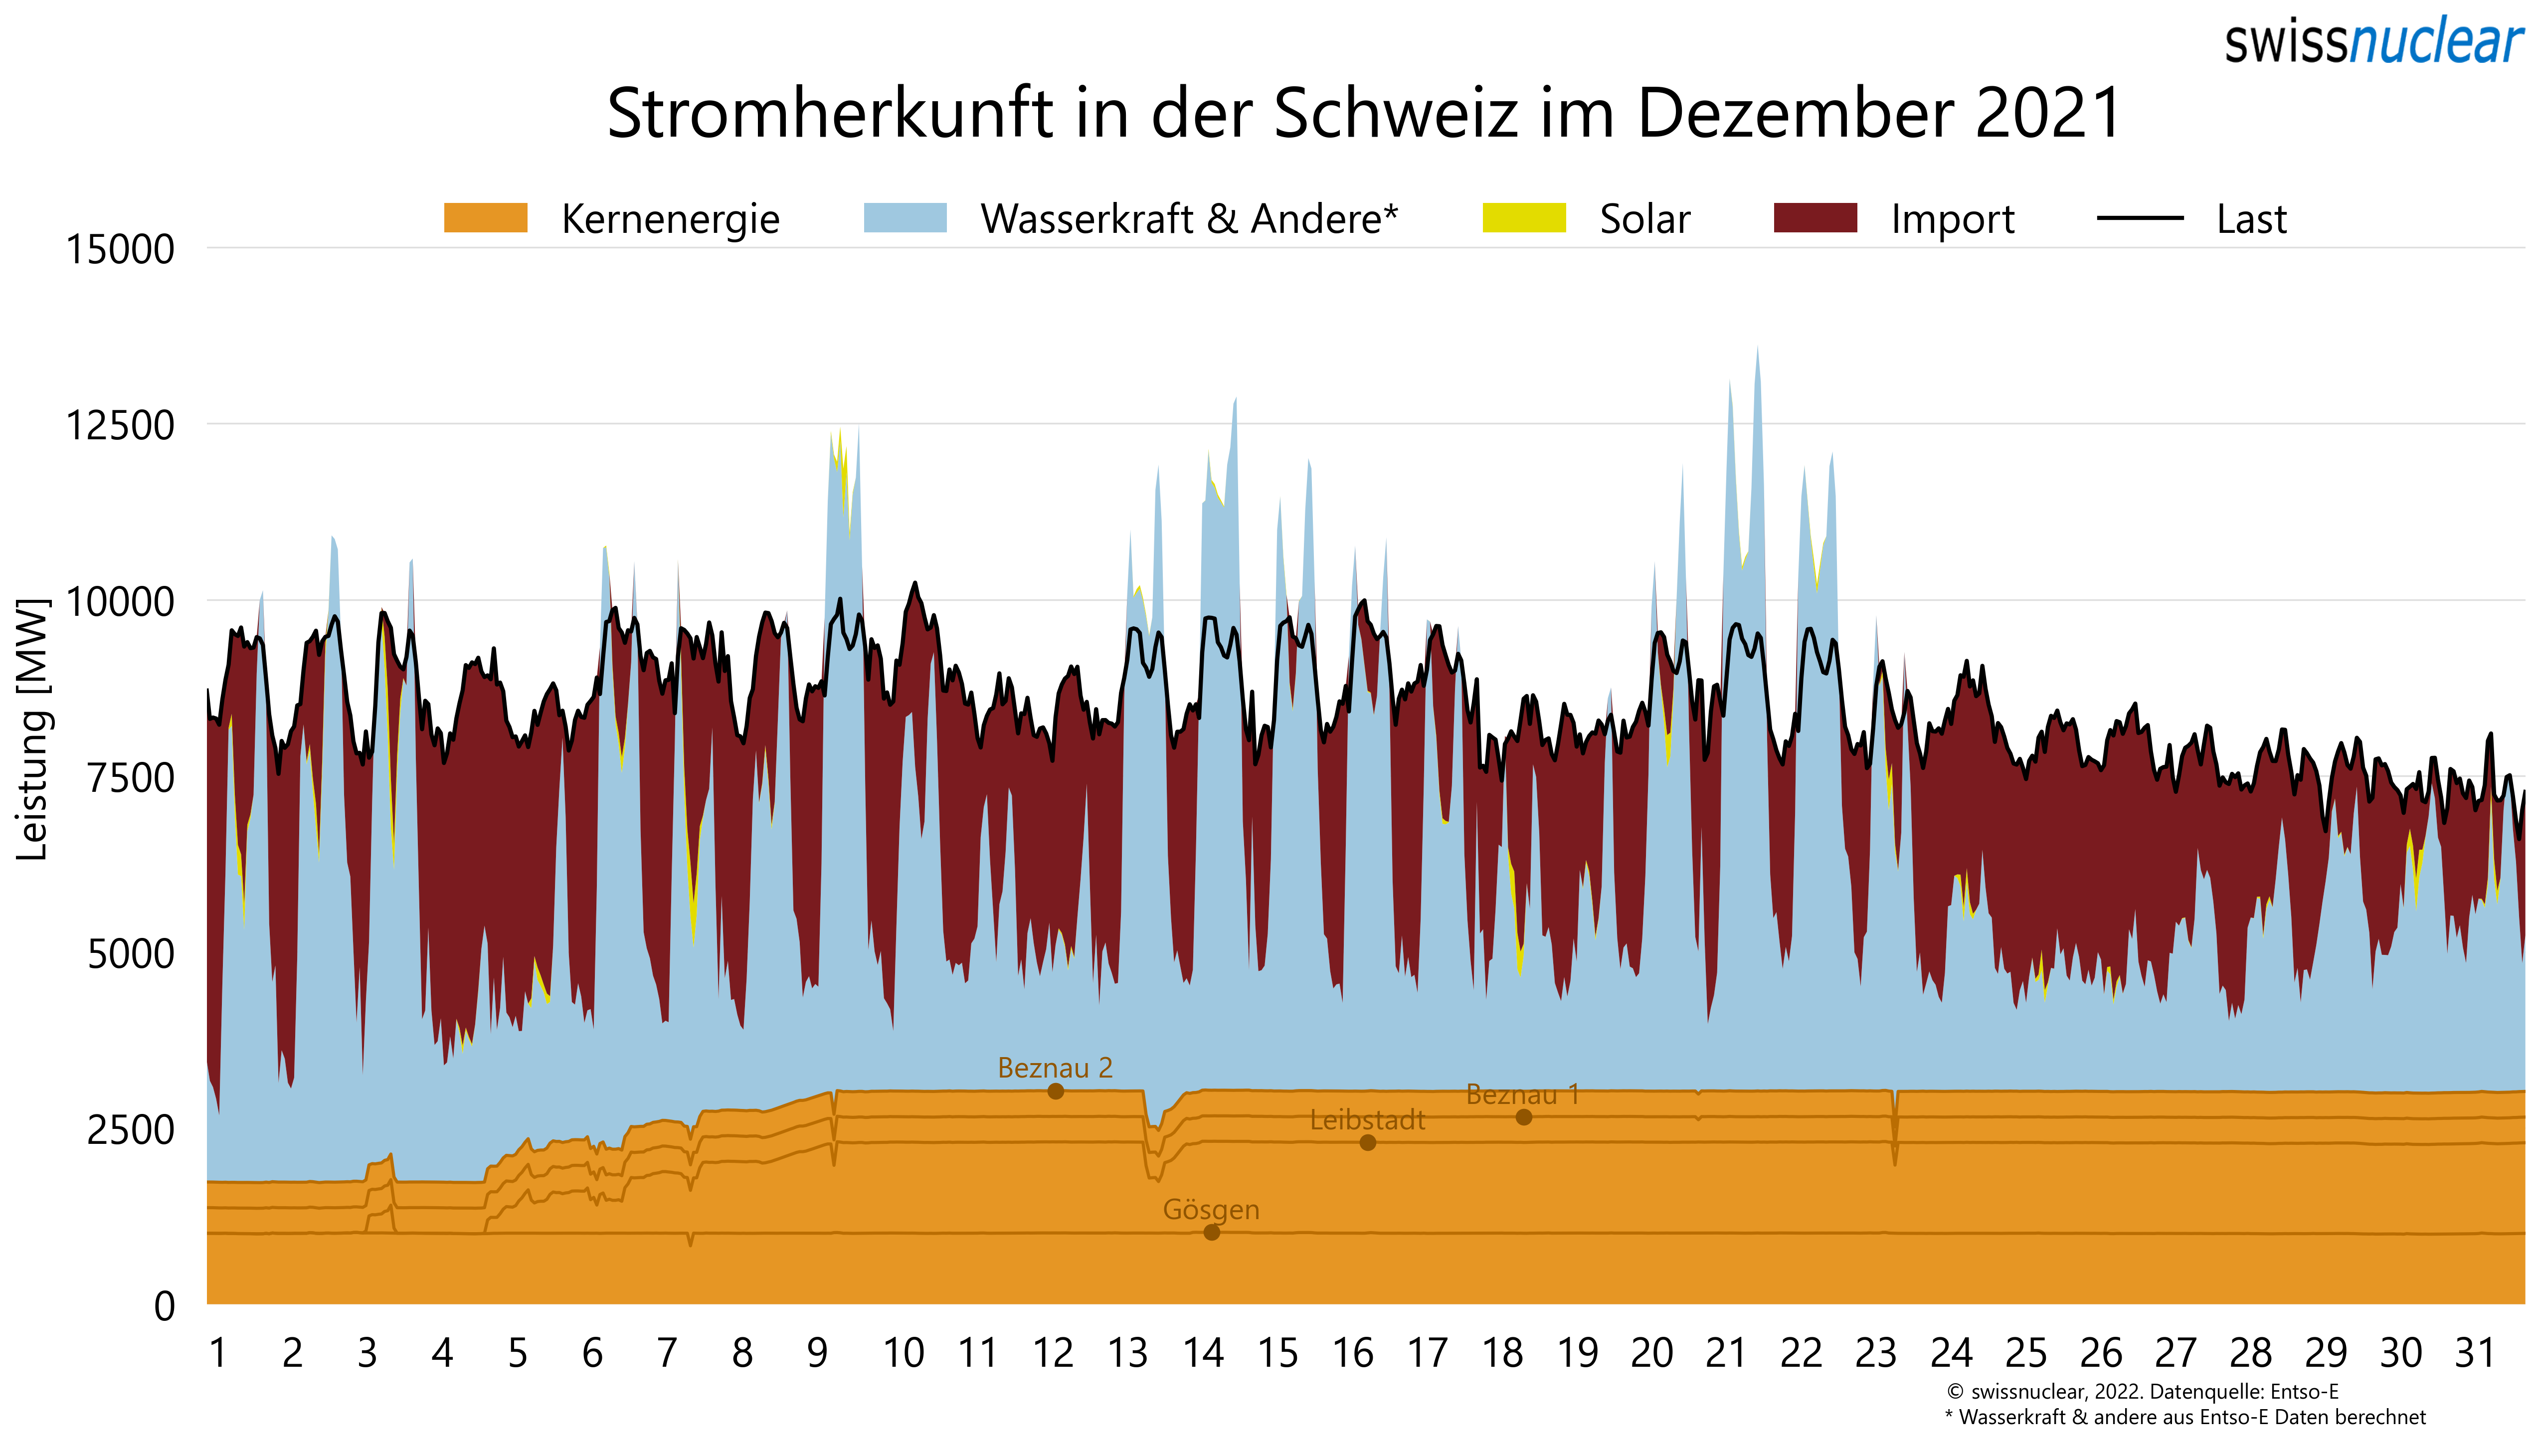 swissnuclear
Stromherkunft in der Schweiz im Dezember 2021
Kernenergie Wasserkraft & Andere* Solar Import Last
15000
12500
10000
7500
5000
2500
0
Leistung [MW]
Beznau 2
Beznau 1
Leibstadt
Gösgen
1 2 3 4 5 6 7 8 9 10 11 12 13 14 15 16 17 18 19 20 21 22 23 24 25 26 27 28 29 30 31
© swissnuclear, 2022. Datenquelle: Entso-E
* Wasserkraft & andere aus Entso-E Daten berechnet